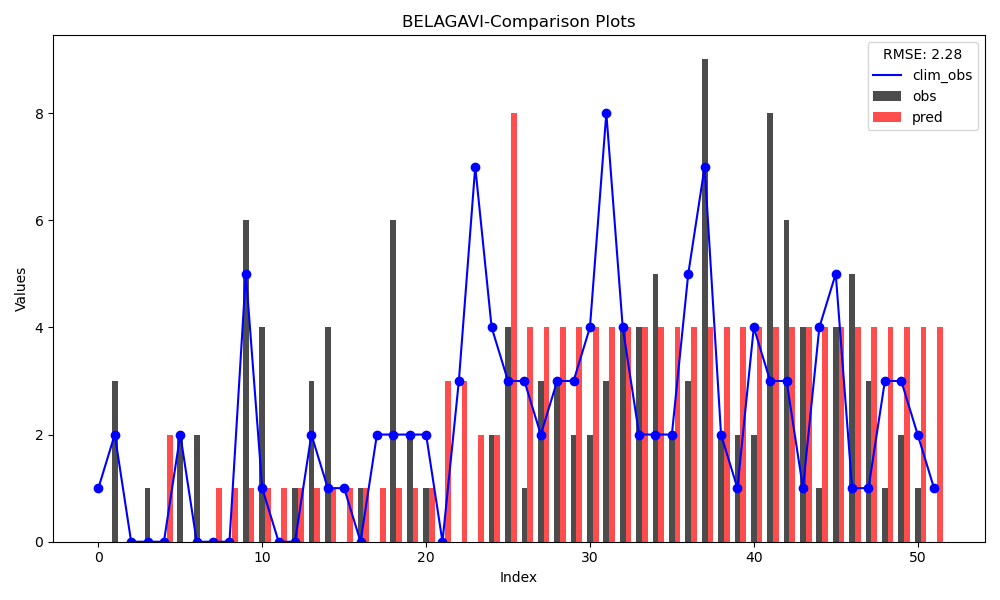 BELAGAVI-Comparison Plots
RMSE: 2.28
clim_obs
obs
pred
Values
8
6
4
2
0
0 10 20 30 40 50
Index